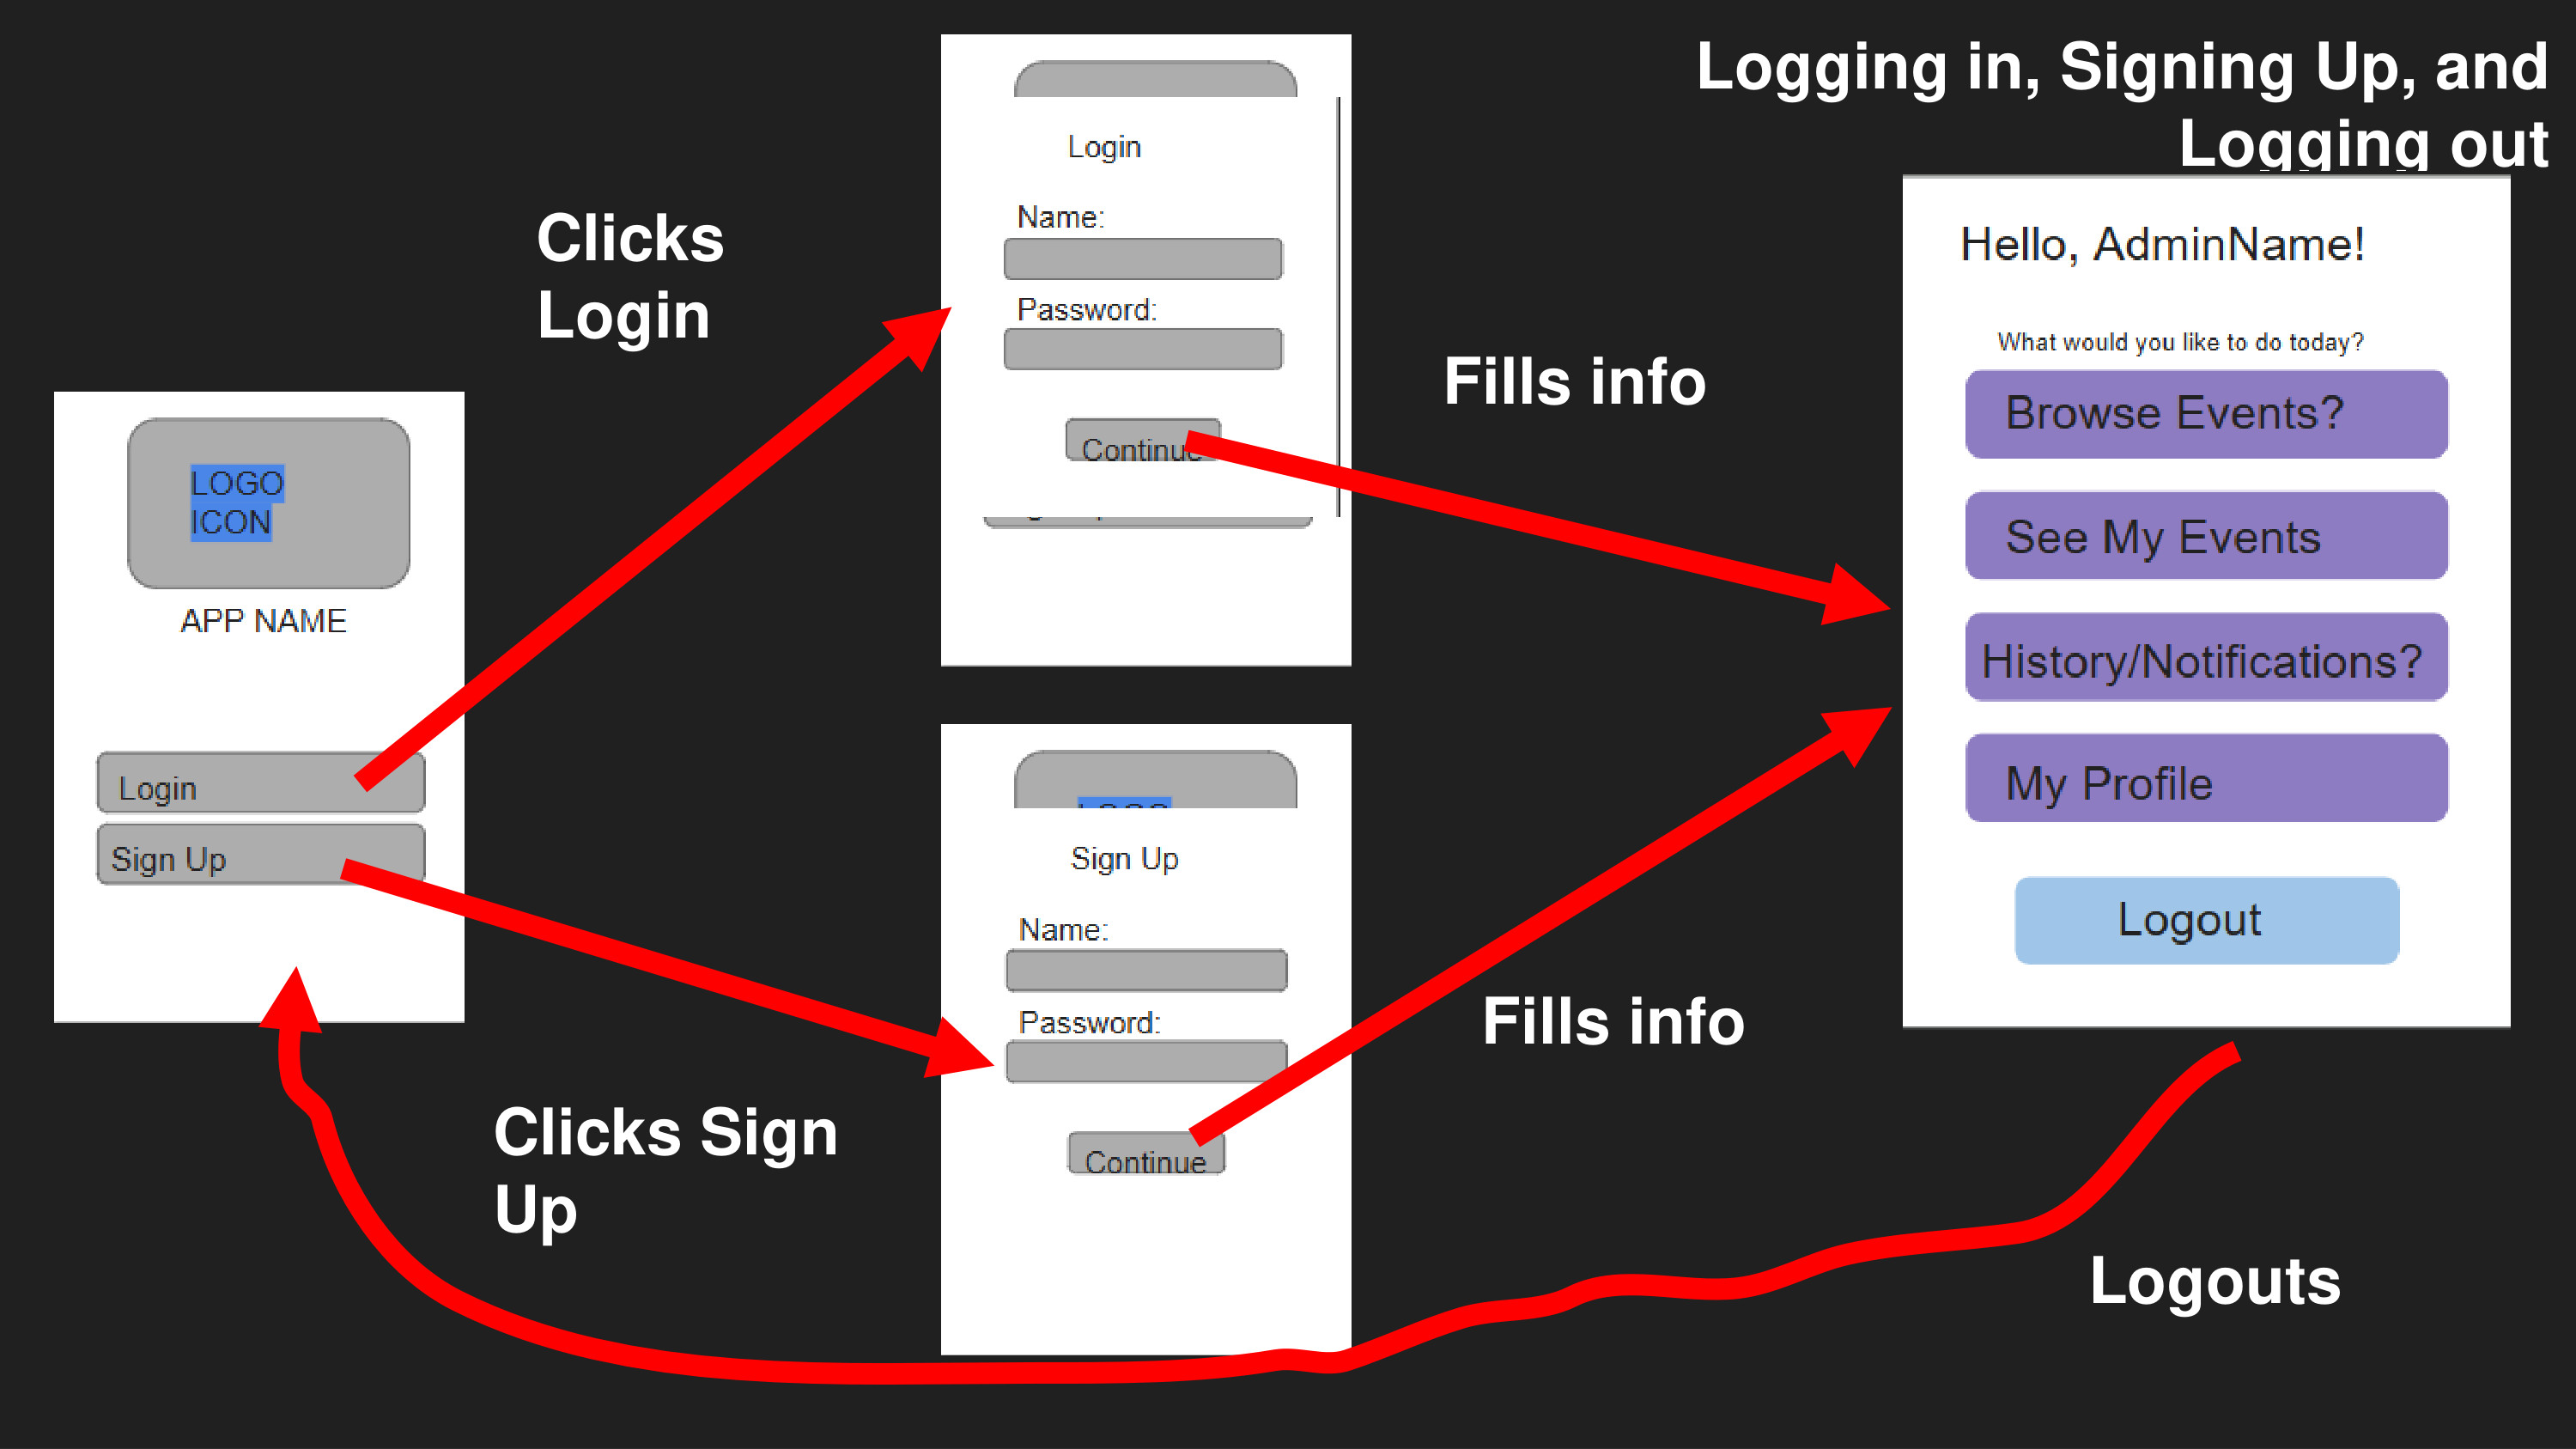 Logging in, Signing Up, and
Logging out
Clicks
Login
LOGO
ICON
APP NAME
Login
Sign Up
Login
Name:
Password:
Continue
Fills info
Clicks Sign
Up
Sign Up
Name:
Password:
Continue
Fills info
Hello, AdminName!
What would you like to do today?
Browse Events?
See My Events
History/Notifications?
My Profile
Logout
Logouts